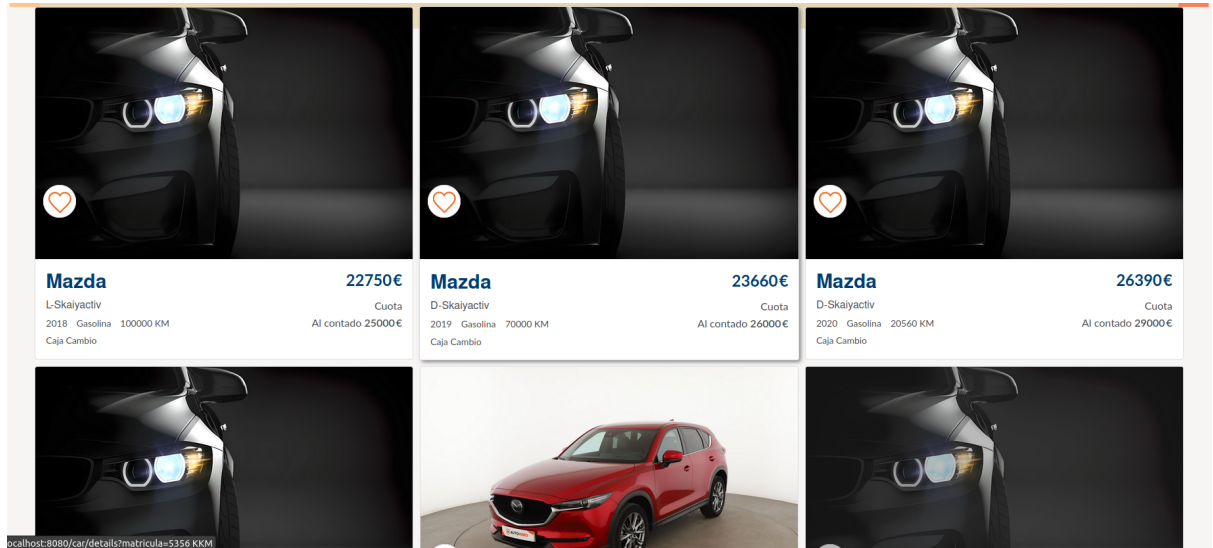 Mazda 22750€
L-Skaiyactiv Cuota
2018 Gasolina 100000 KM Al contado 25000€
Caja Cambio
Mazda 23660€
D-Skaiyactiv Cuota
2019 Gasolina 70000 KM Al contado 26000€
Caja Cambio
Mazda 26390€
D-Skaiyactiv Cuota
2020 Gasolina 20560 KM Al contado 29000€
Caja Cambio
ocalhost:8080/car/details?matricula=5356 KKM